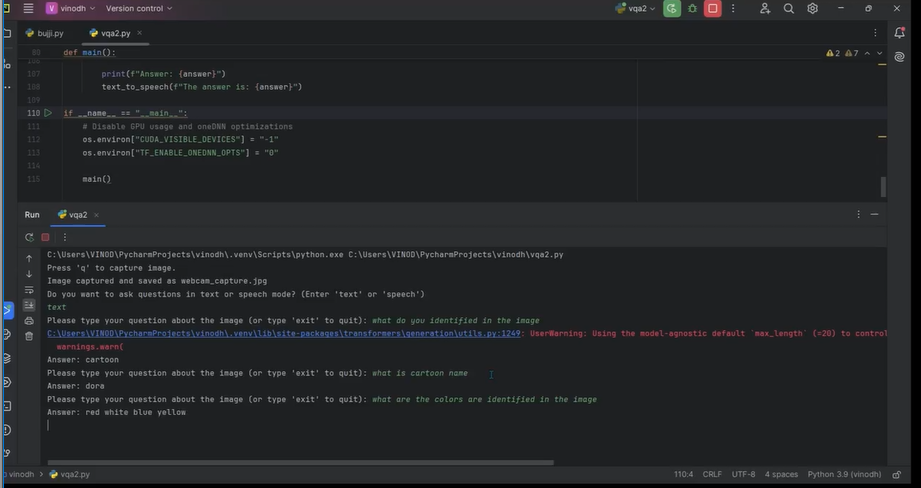 V vinodh Version control vqa2
bujji.py vqa2.py
89 def main():
107 print(f"Answer: {answer}")
108 text_to_speech(f"The answer is: {answer}")
109
110 if __name__ == "__main__":
111 # Disable GPU usage and oneDNN optimizations
112 os.environ["CUDA_VISIBLE_DEVICES"] = "-1"
113 os.environ["TF_ENABLE_ONEDNN_OPTS"] = "0"
114
115 main()
2 7
Run vqa2
C:\Users\VINOD\PycharmProjects\vinodh\.venv\Scripts\python.exe C:\Users\VINOD\PycharmProjects\vinodh\vqa2.py
Press 'q' to capture image.
Image captured and saved as webcam_capture.jpg
Do you want to ask questions in text or speech mode? (Enter 'text' or 'speech')
text
Please type your question about the image (or type 'exit' to quit): what do you identified in the image
C:\Users\VINOD\PycharmProjects\vinodh\.venv\lib\site-packages\transformers\generation\utils.py:1249: UserWarning: Using the model-agnostic default `max_length` (=20) to control
warnings.warn(
Answer: cartoon
Please type your question about the image (or type 'exit' to quit): what is cartoon name
Answer: dora
Please type your question about the image (or type 'exit' to quit): what are the colors are identified in the image
Answer: red white blue yellow
vinodh vqa2.py 110:4 CRLF UTF-8 4 spaces Python 3.9 (vinodh)